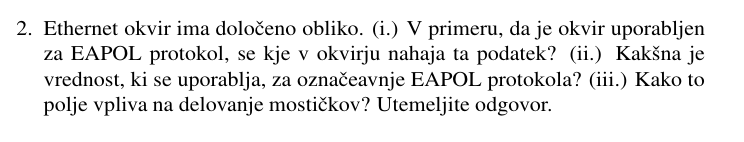 2. Ethernet okvir ima določeno obliko. (i.) V primeru, da je okvir uporabljen
za EAPOL protokol, se kje v okvirju nahaja ta podatek? (ii.) Kakšna je
vrednost, ki se uporablja, za označeavnje EAPOL protokola? (iii.) Kako to
polje vpliva na delovanje mostičkov? Utemeljite odgovor.